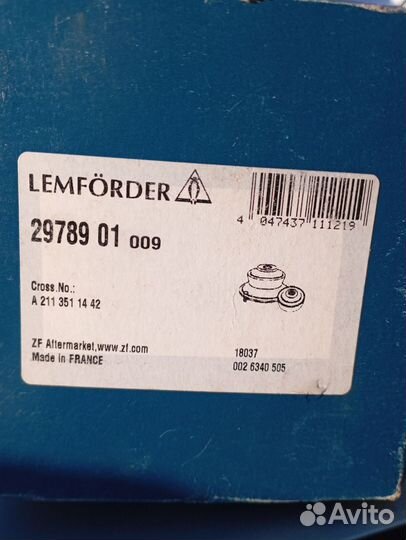 LEMFÖRDER
4 047437 111219
29789 01 009
Cross.No.:
A 211 351 14 42
ZF Aftermarket,www.zf.com
Made in FRANCE
18037
002 6340 505
Avito